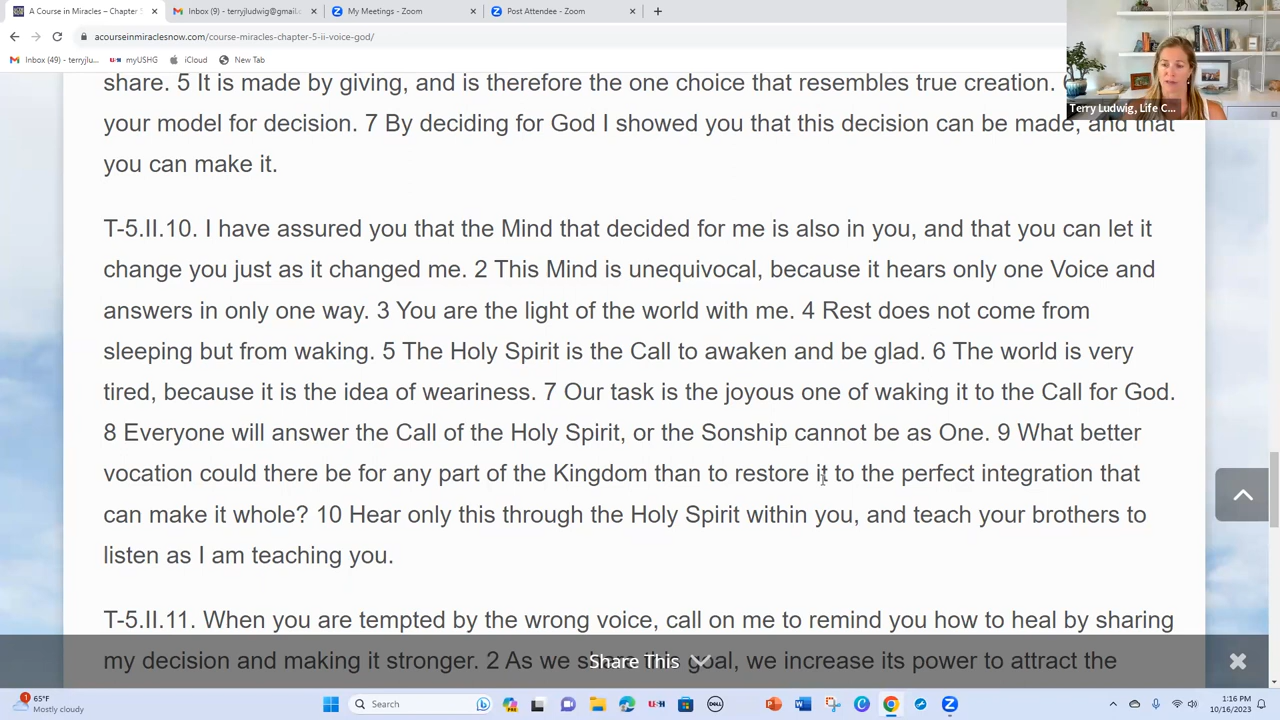 A Course in Miracles – Chapter 5
Inbox (9) - terryjludwig@gmail.c
My Meetings - Zoom
Post Attendee - Zoom
acourseinmiraclesnow.com/course-miracles-chapter-5-ii-voice-god/
Inbox (49) - terryjlu...
myUSHG
iCloud
New Tab
Terry Ludwig, Life C...
share. 5 It is made by giving, and is therefore the one choice that resembles true creation.
your model for decision. 7 By deciding for God I showed you that this decision can be made, and that
you can make it.
T-5.II.10. I have assured you that the Mind that decided for me is also in you, and that you can let it
change you just as it changed me. 2 This Mind is unequivocal, because it hears only one Voice and
answers in only one way. 3 You are the light of the world with me. 4 Rest does not come from
sleeping but from waking. 5 The Holy Spirit is the Call to awaken and be glad. 6 The world is very
tired, because it is the idea of weariness. 7 Our task is the joyous one of waking it to the Call for God.
8 Everyone will answer the Call of the Holy Spirit, or the Sonship cannot be as One. 9 What better
vocation could there be for any part of the Kingdom than to restore it to the perfect integration that
can make it whole? 10 Hear only this through the Holy Spirit within you, and teach your brothers to
listen as I am teaching you.
T-5.II.11. When you are tempted by the wrong voice, call on me to remind you how to heal by sharing
my decision and making it stronger. 2 As we share this goal, we increase its power to attract the
Share This
1
65°F
Mostly cloudy
Search
USH
DELL
1:16 PM
10/16/2023